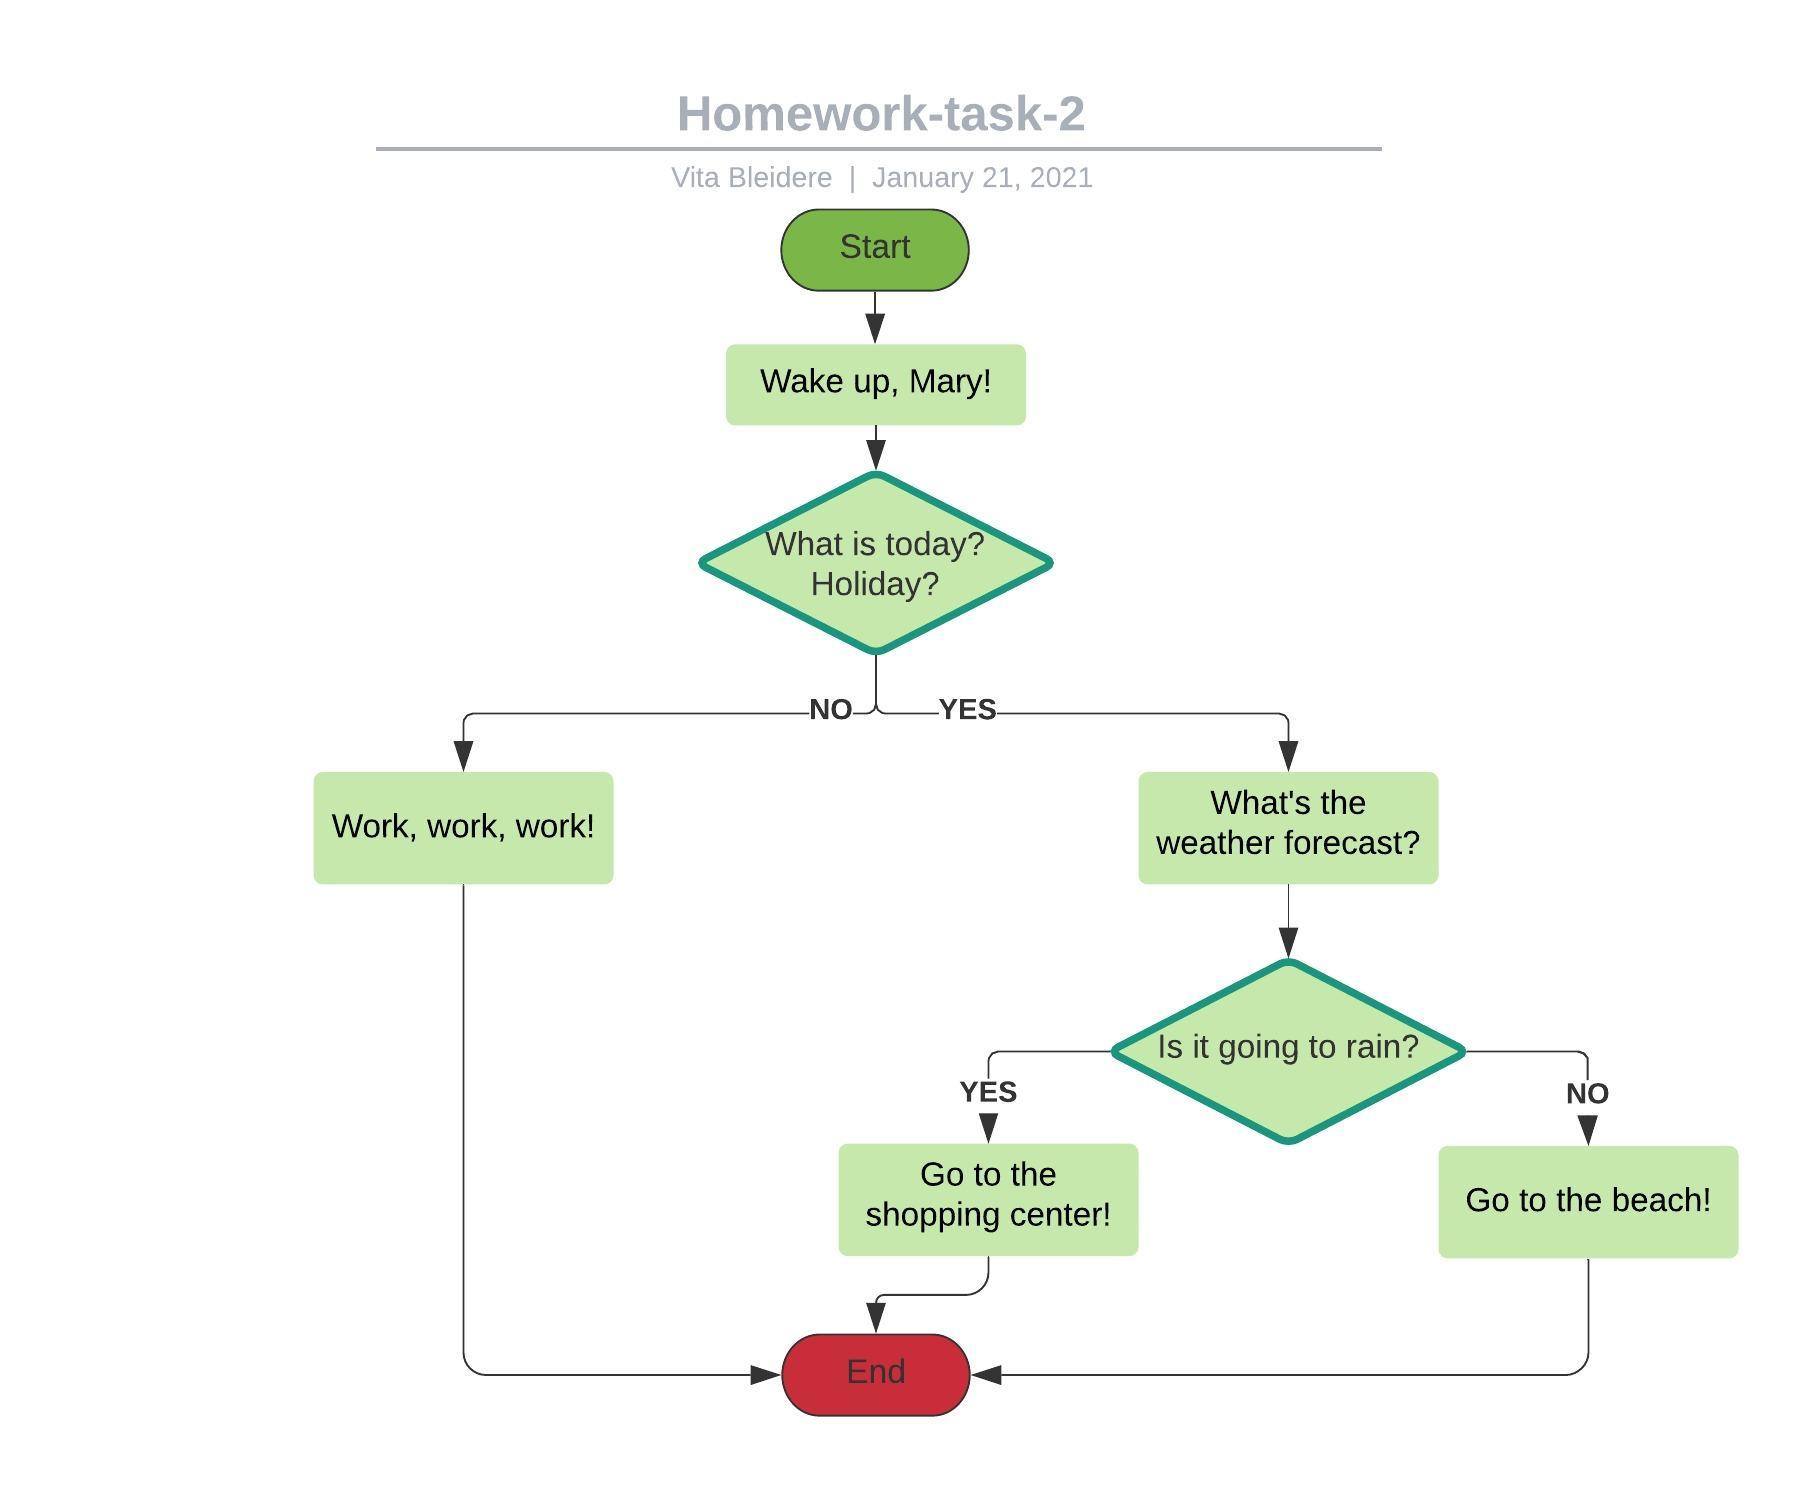 Homework-task-2
Vita Bleidere | January 21, 2021
Start
Wake up, Mary!
What is today?
Holiday?
NO
YES
Work, work, work!
What's the
weather forecast?
Is it going to rain?
YES
NO
Go to the
shopping center!
Go to the beach!
End